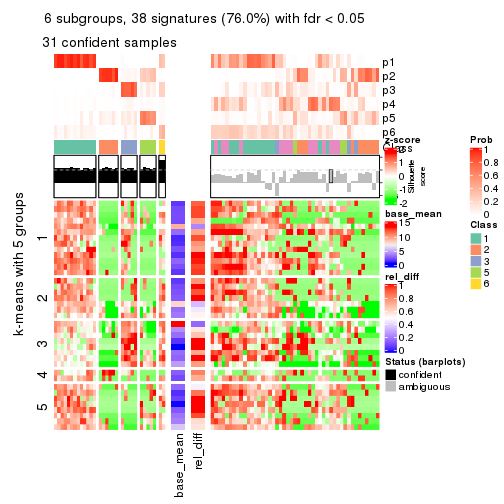 6 subgroups, 38 signatures (76.0%) with fdr < 0.05
31 confident samples
p1
p2
p3
p4
p5
p6
Silhouette
score
k-means with 5 groups
1
2
3
4
5
base_mean
rel_diff
z-score
2
1
0
-1
-2
base_mean
15
10
5
0
rel_diff
1
0.8
0.6
0.4
0.2
0
Status (barplots)
confident
ambiguous
Prob
1
0.8
0.6
0.4
0.2
0
Class
1
2
3
4
5
6